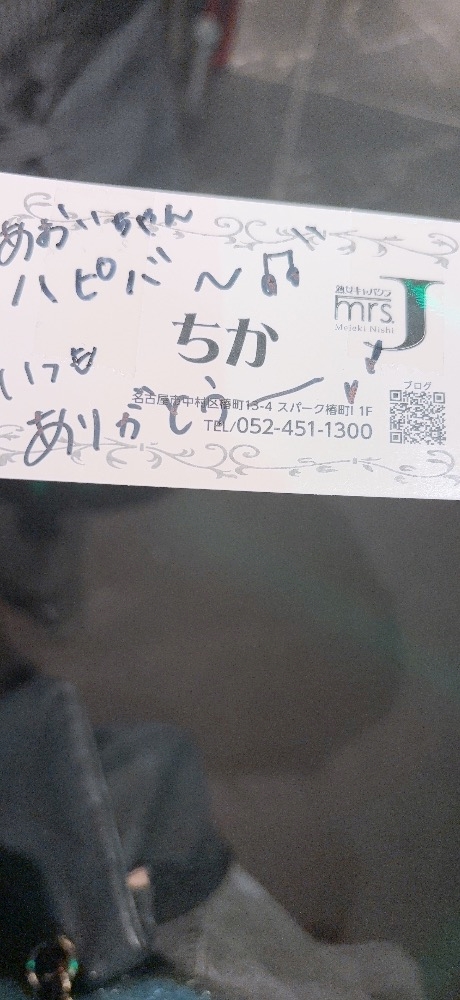 あおいちゃん
ハピバ〜
熟女キャバクラ
mrs. J
Meieki Nishi
ちか
いつも
ありがとうー
ブログ
名古屋市中村区椿町13-4 スパーク椿町 1F
TEL/052-451-1300